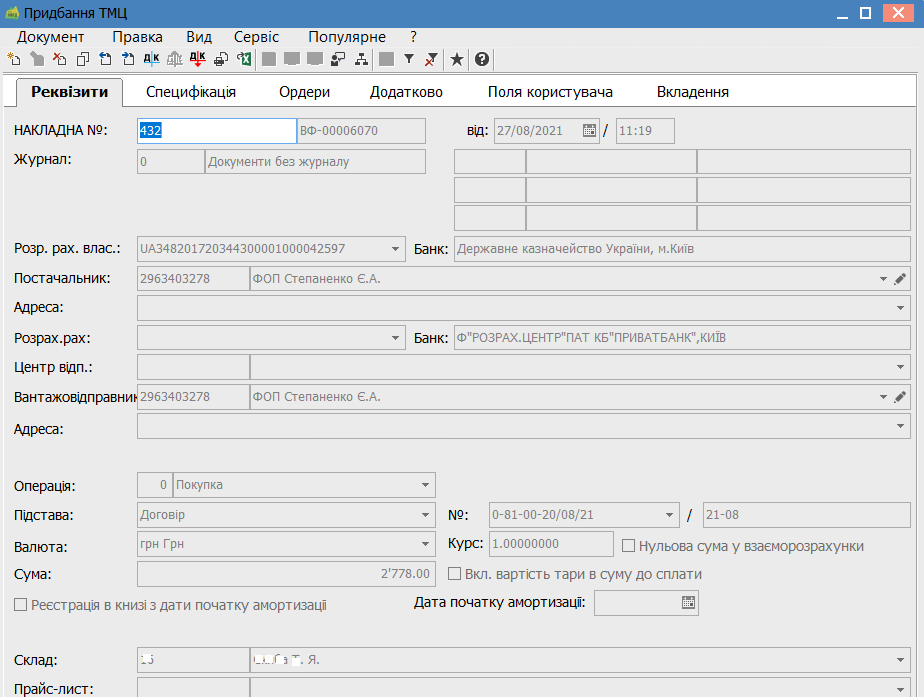 Придбання ТМЦ
Документ Правка Вид Сервіс Популярне ?
Реквізити Специфікація Ордери Додатково Поля користувача Вкладення
НАКЛАДНА №: 432 ВФ-00006070 від: 27/08/2021 / 11:19
Журнал: 0 Документи без журналу
Розр. рах. влас.: UA348201720344300001000042597 Банк: Державне казначейство України, м.Київ
Постачальник: 2963403278 ФОП Степаненко Є.А.
Адреса:
Розрах.рах: Банк: Ф"РОЗРАХ.ЦЕНТР"ПАТ КБ"ПРИВАТБАНК",КИЇВ
Центр відп.:
Вантажовідправник 2963403278 ФОП Степаненко Є.А.
Адреса:
Операція: 0 Покупка
Підстава: Договір №: 0-81-00-20/08/21 / 21-08
Валюта: грн Грн Курс: 1.00000000 Нульова сума у взаєморозрахунки
Сума: 2'778.00 Вкл. вартість тари в суму до сплати
Реєстрація в книзі з дати початку амортизації Дата початку амортизації:
Склад: Я.
Прайс-лист: